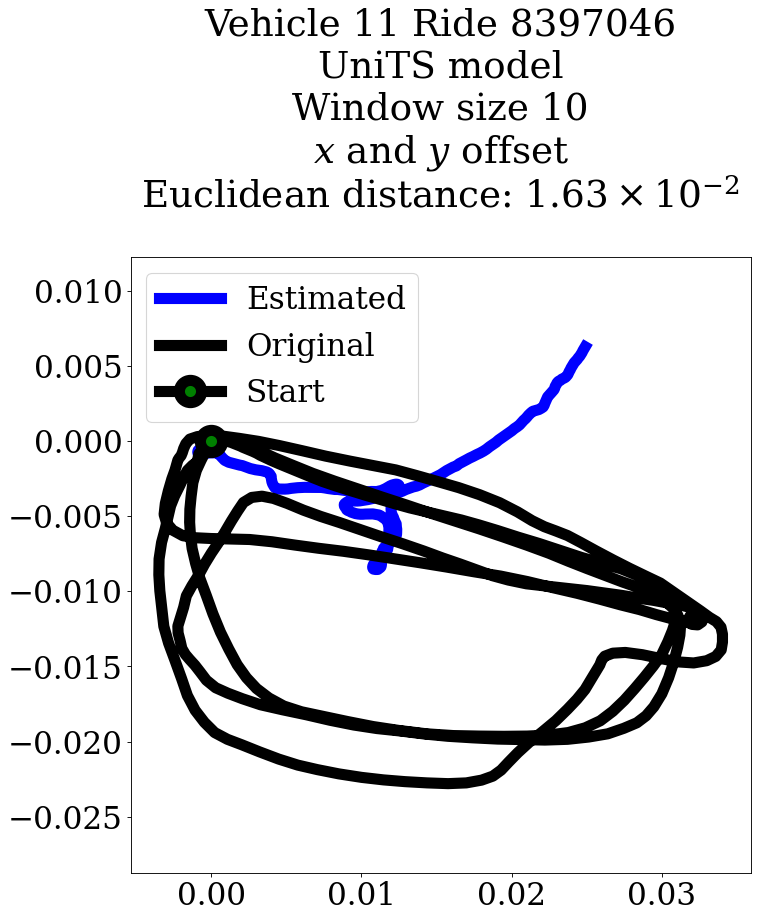 Vehicle 11 Ride 8397046
UniTS model
Window size 10
x and y offset
Euclidean distance: 1.63 × 10⁻²
Estimated
Original
Start
0.010
0.005
0.000
−0.005
−0.010
−0.015
−0.020
−0.025
0.00 0.01 0.02 0.03